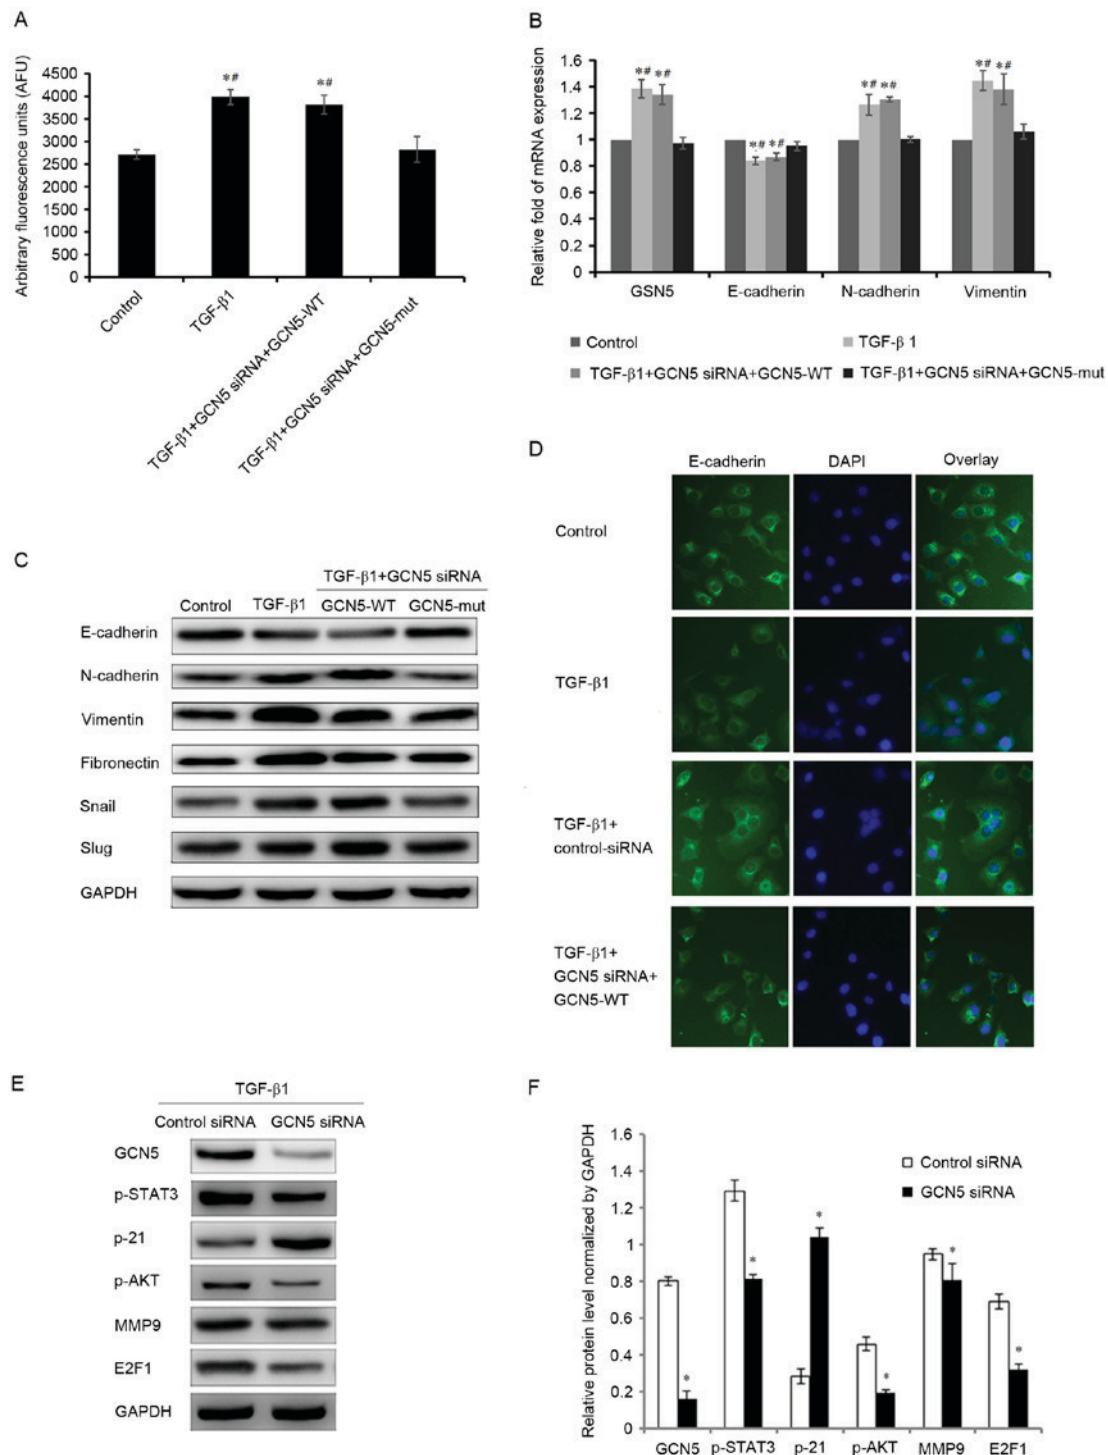 A
Arbitrary fluorescence units (AFU)
4500
4000
3500
3000
2500
2000
1500
1000
500
0
*#
*#
Control
TGF-β1
TGF-β1+GCN5 siRNA+GCN5-WT
TGF-β1+GCN5 siRNA+GCN5-mut
B
Relative fold of mRNA expression
1.6
1.4
1.2
1
0.8
0.6
0.4
0.2
0
*# *#
*# *#
*# *#
*# *#
GSN5 E-cadherin N-cadherin Vimentin
Control TGF-β 1
TGF-β1+GCN5 siRNA+GCN5-WT TGF-β1+GCN5 siRNA+GCN5-mut
C
TGF-β1+GCN5 siRNA
Control TGF-β1 GCN5-WT GCN5-mut
E-cadherin
N-cadherin
Vimentin
Fibronectin
Snail
Slug
GAPDH
D
E-cadherin DAPI Overlay
Control
TGF-β1
TGF-β1+
control-siRNA
TGF-β1+
GCN5 siRNA+
GCN5-WT
E
TGF-β1
Control siRNA GCN5 siRNA
GCN5
p-STAT3
p-21
p-AKT
MMP9
E2F1
GAPDH
F
Relative protein level normalized by GAPDH
1.6
1.4
1.2
1
0.8
0.6
0.4
0.2
0
Control siRNA
GCN5 siRNA
*
*
*
*
*
*
GCN5 p-STAT3 p-21 p-AKT MMP9 E2F1